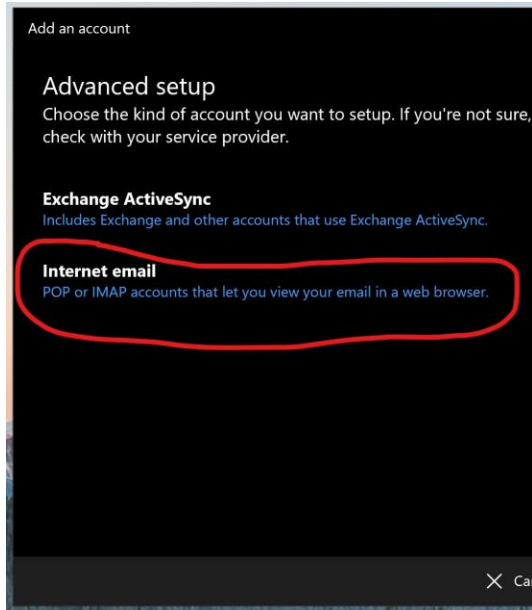 Add an account
Advanced setup
Choose the kind of account you want to setup. If you're not sure,
check with your service provider.
Exchange ActiveSync
Includes Exchange and other accounts that use Exchange ActiveSync.
Internet email
POP or IMAP accounts that let you view your email in a web browser.